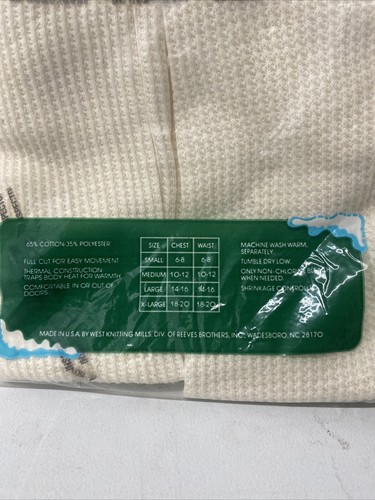 65% COTTON-35% POLYESTER
FULL CUT FOR EASY MOVEMENT
THERMAL CONSTRUCTION
TRAPS BODY HEAT FOR WARMTH
COMFORTABLE IN OR OUT OF
DOORS.
SIZE CHEST WAIST
SMALL 6-8 6-8
MEDIUM 10-12 10-12
LARGE 14-16 14-16
X-LARGE 18-20 18-20
MACHINE WASH WARM,
SEPARATELY.
TUMBLE DRY LOW.
ONLY NON-CHLORINE
WHEN NEEDED.
SHRINKAGE
MADE IN U.S.A. BY WEST KNITTING MILLS, DIV. OF REEVES BROTHERS, INC., WADESBORO, NC 28170